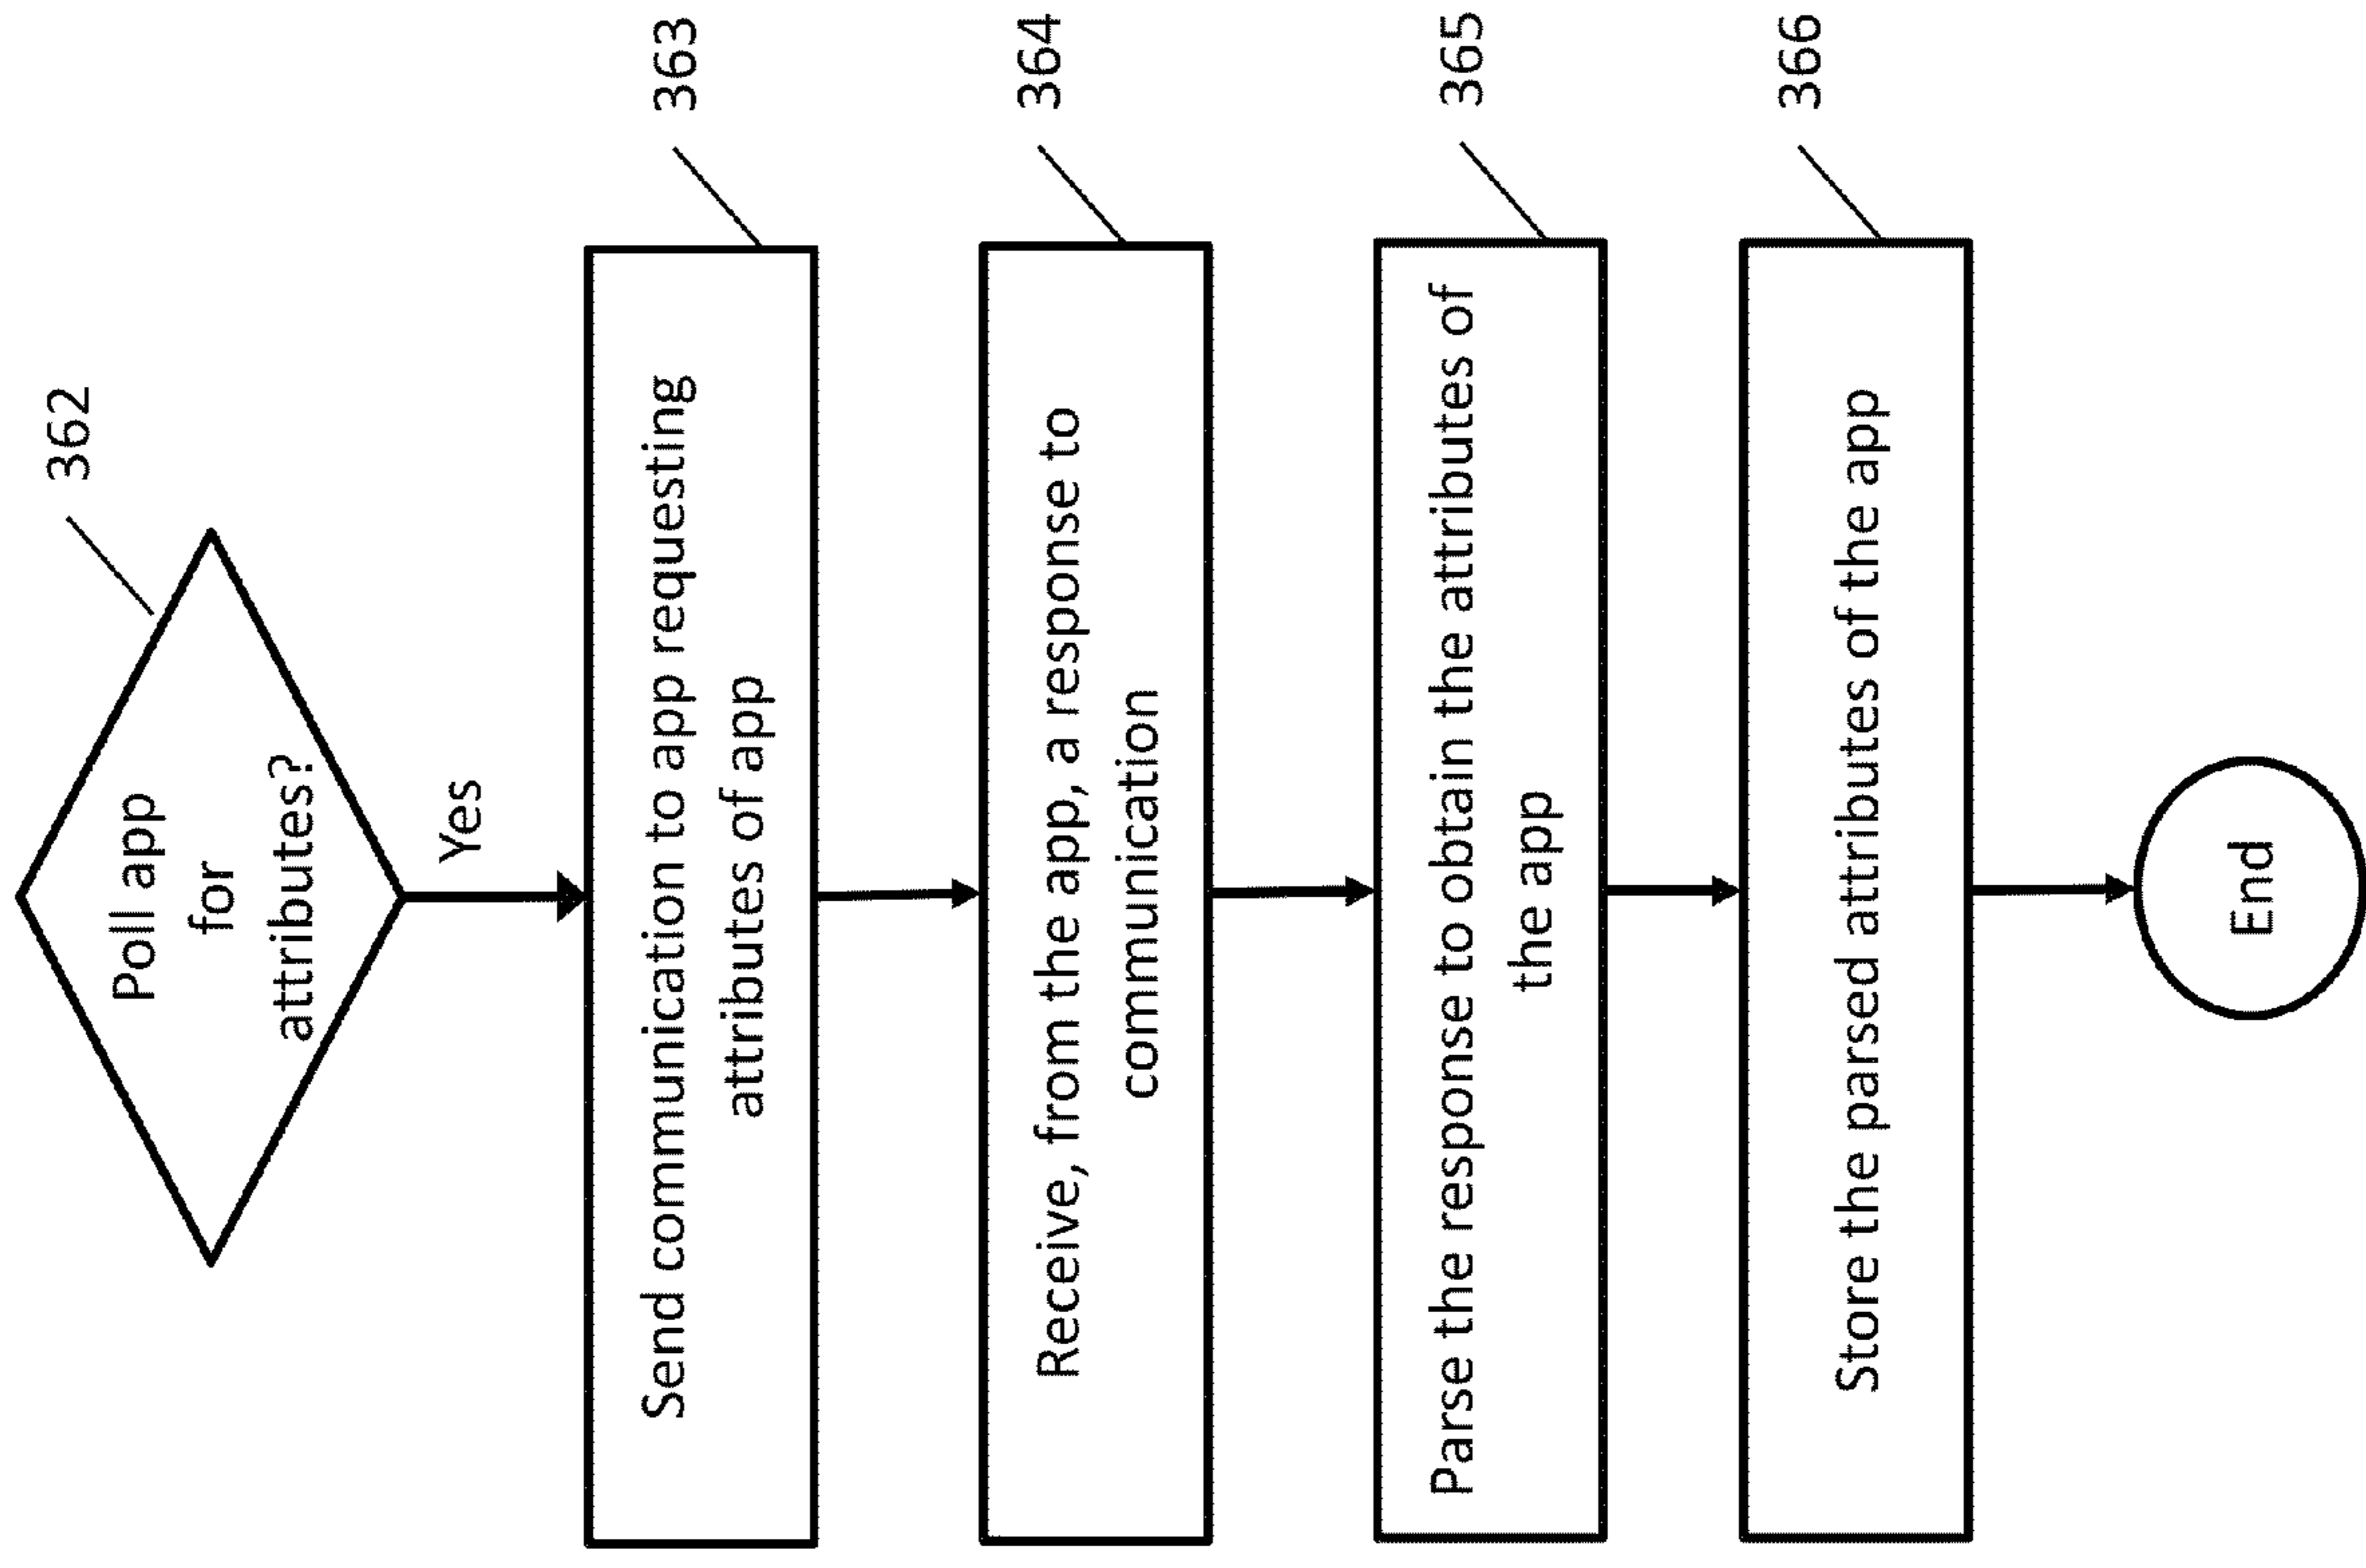 362
Poll app
for
attributes?
Yes
363
Send communication to app requesting
attributes of app
364
Receive, from the app, a response to
communication
365
Parse the response to obtain the attributes of
the app
366
Store the parsed attributes of the app
End